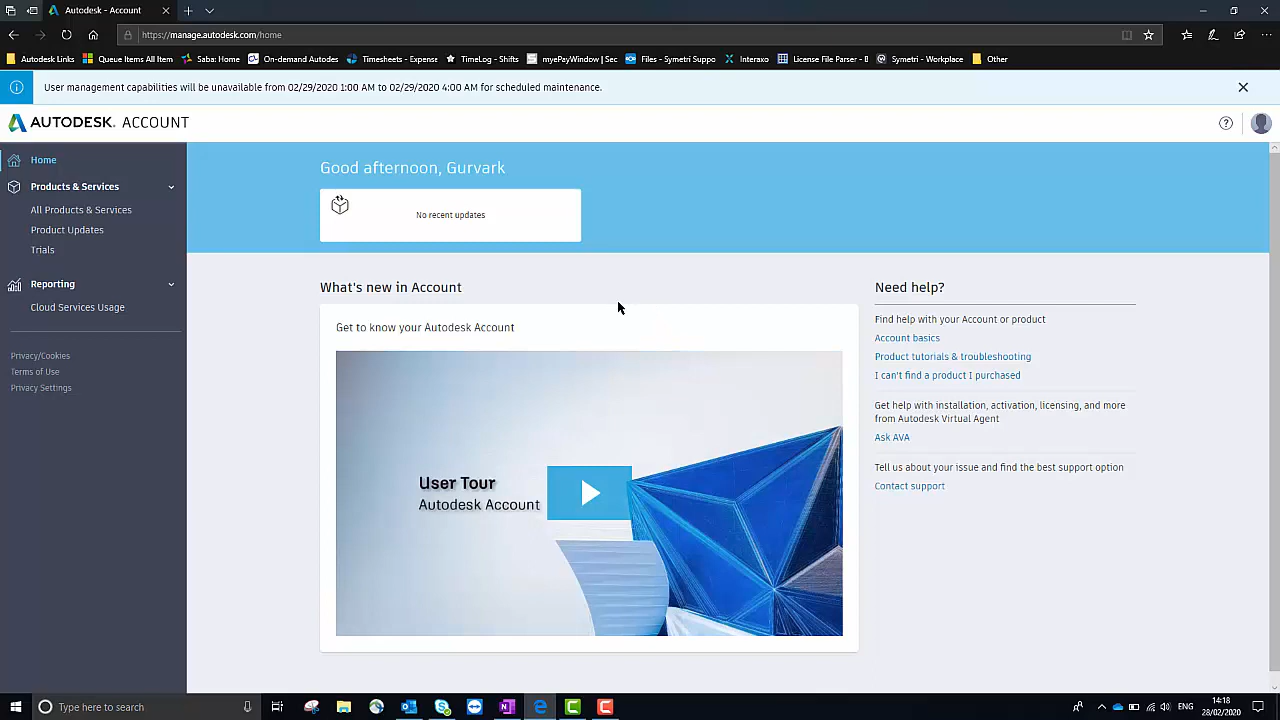 Autodesk - Account
https://manage.autodesk.com/home
Autodesk Links
Queue Items All Item
Saba: Home
On-demand Autodes
Timesheets - Expense
TimeLog - Shifts
myePayWindow | Sec
Files - Symetri Suppo
Interaxo
License File Parser - B
Symetri - Workplace
Other
User management capabilities will be unavailable from 02/29/2020 1:00 AM to 02/29/2020 4:00 AM for scheduled maintenance.
AUTODESK. ACCOUNT
Home
Products & Services
All Products & Services
Product Updates
Trials
Reporting
Cloud Services Usage
Privacy/Cookies
Terms of Use
Privacy Settings
Good afternoon, Gurvark
No recent updates
What's new in Account
Get to know your Autodesk Account
User Tour
Autodesk Account
Need help?
Find help with your Account or product
Account basics
Product tutorials & troubleshooting
I can't find a product I purchased
Get help with installation, activation, licensing, and more
from Autodesk Virtual Agent
Ask AVA
Tell us about your issue and find the best support option
Contact support
Type here to search
ENG
14:18
28/02/2020